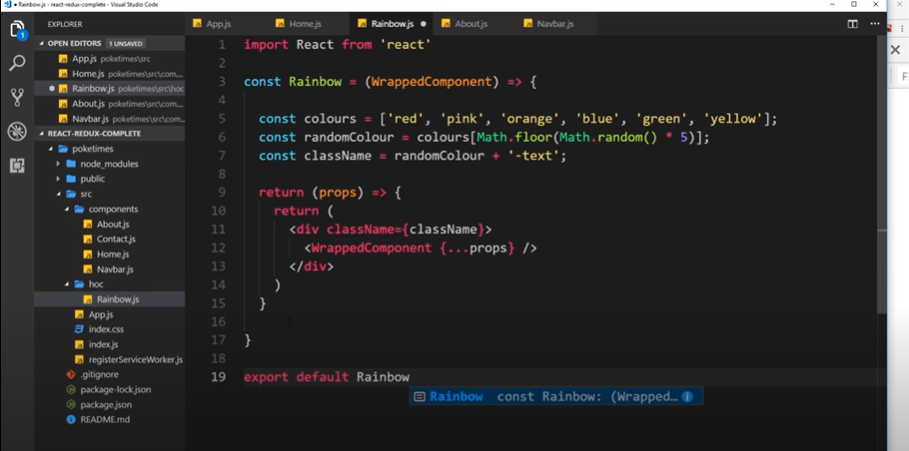 ● Rainbow.js - react-redux-complete - Visual Studio Code
EXPLORER
OPEN EDITORS 1 UNSAVED
App.js poketimes\src
Home.js poketimes\src\com...
● Rainbow.js poketimes\src\hoc
About.js poketimes\src\com...
Navbar.js poketimes\src\com...
REACT-REDUX-COMPLETE
poketimes
node_modules
public
src
components
About.js
Contact.js
Home.js
Navbar.js
hoc
Rainbow.js
App.js
index.css
index.js
registerServiceWorker.js
.gitignore
package-lock.json
package.json
README.md
1
App.js Home.js Rainbow.js ● About.js Navbar.js
1 import React from 'react'
2
3 const Rainbow = (WrappedComponent) => {
4
5 const colours = ['red', 'pink', 'orange', 'blue', 'green', 'yellow'];
6 const randomColour = colours[Math.floor(Math.random() * 5)];
7 const className = randomColour + '-text';
8
9 return (props) => {
10 return (
11 <div className={className}>
12 <WrappedComponent {...props} />
13 </div>
14 )
15 }
16
17 }
18
19 export default Rainbow
Rainbow const Rainbow: (Wrapped...